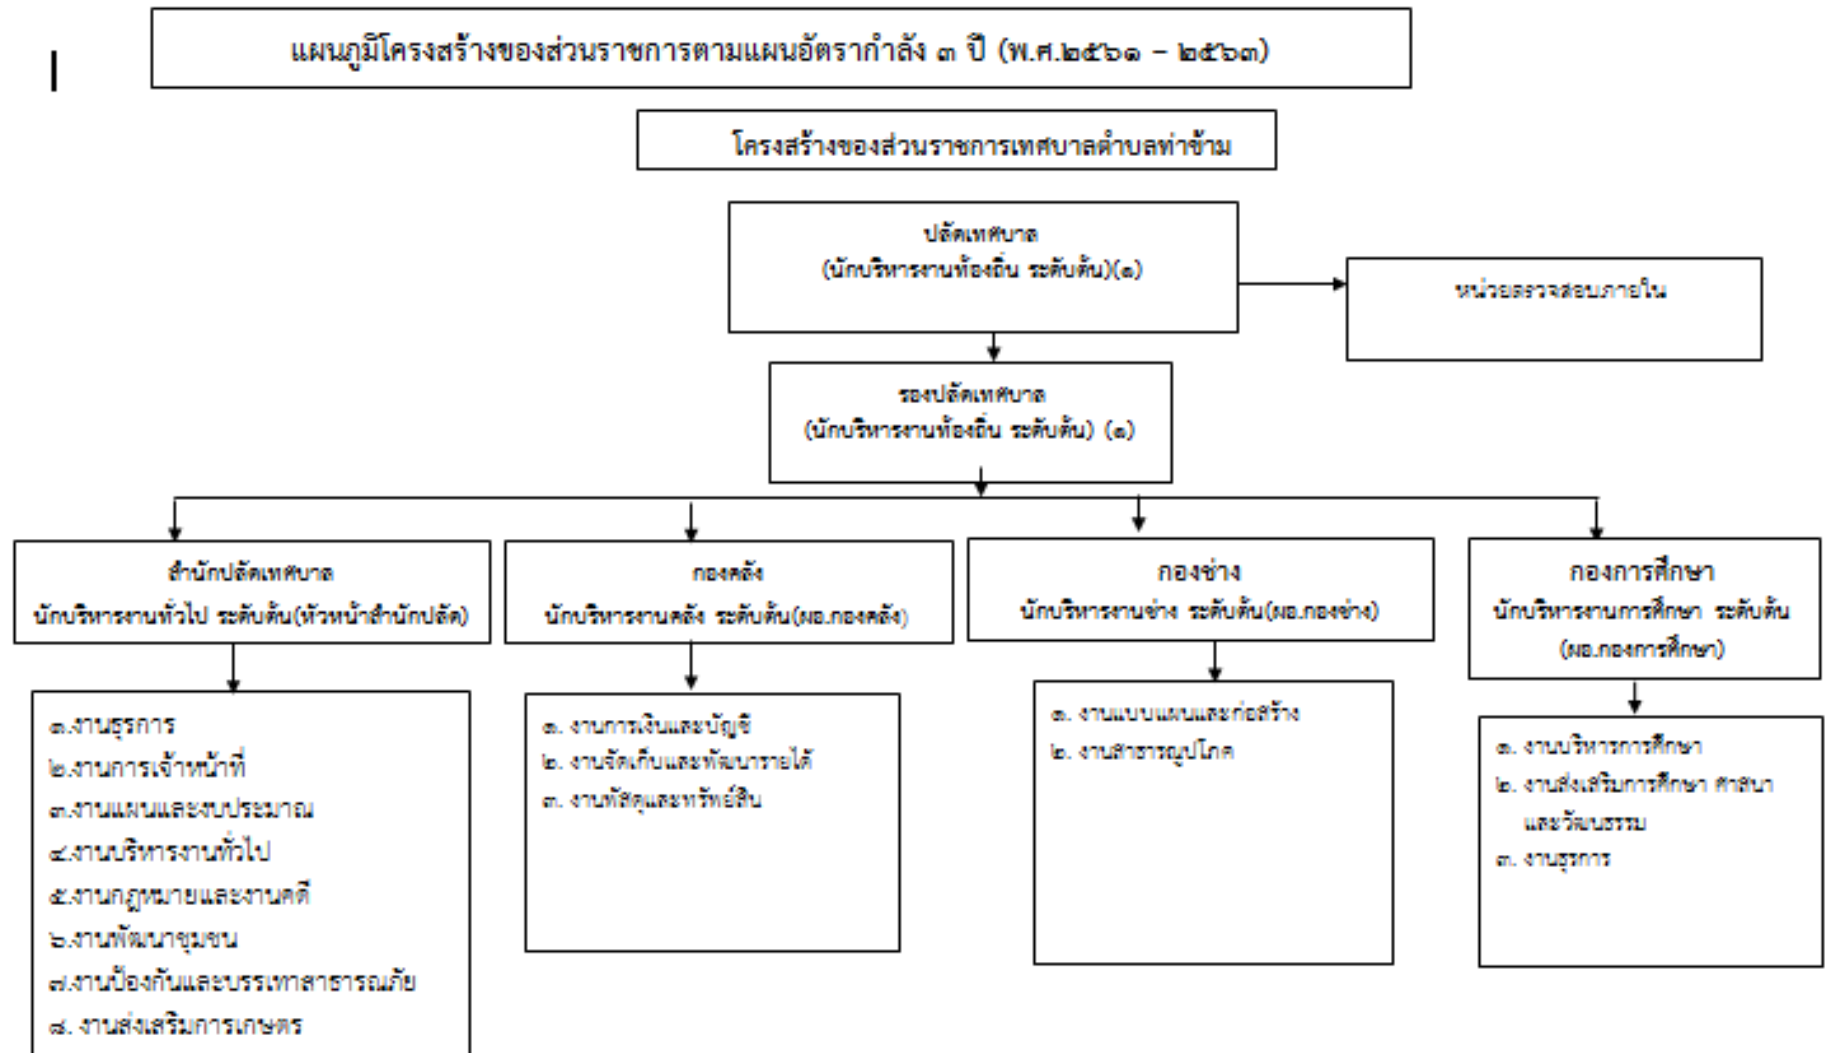 แผนภูมิโครงสร้างของส่วนราชการตามแผนอัตรากำลัง ๓ ปี (พ.ศ.๒๕๖๑ - ๒๕๖๓)
โครงสร้างของส่วนราชการเทศบาลตำบลท่าข้าม
ปลัดเทศบาล
(นักบริหารงานท้องถิ่น ระดับต้น)(๑)
หน่วยตรวจสอบภายใน
รองปลัดเทศบาล
(นักบริหารงานท้องถิ่น ระดับต้น) (๑)
สำนักปลัดเทศบาล
นักบริหารงานทั่วไป ระดับต้น(หัวหน้าสำนักปลัด)
๑.งานธุรการ
๒.งานการเจ้าหน้าที่
๓.งานแผนและงบประมาณ
๔.งานบริหารงานทั่วไป
๕.งานกฎหมายและงานคดี
๖.งานพัฒนาชุมชน
๗.งานป้องกันและบรรเทาสาธารณภัย
๘. งานส่งเสริมการเกษตร
กองคลัง
นักบริหารงานคลัง ระดับต้น(ผอ.กองคลัง)
๑. งานการเงินและบัญชี
๒. งานจัดเก็บและพัฒนารายได้
๓. งานพัสดุและทรัพย์สิน
กองช่าง
นักบริหารงานช่าง ระดับต้น(ผอ.กองช่าง)
๑. งานแบบแผนและก่อสร้าง
๒. งานสาธารณูปโภค
กองการศึกษา
นักบริหารงานการศึกษา ระดับต้น
(ผอ.กองการศึกษา)
๑. งานบริหารการศึกษา
๒. งานส่งเสริมการศึกษา ศาสนา
และวัฒนธรรม
๓. งานธุรการ